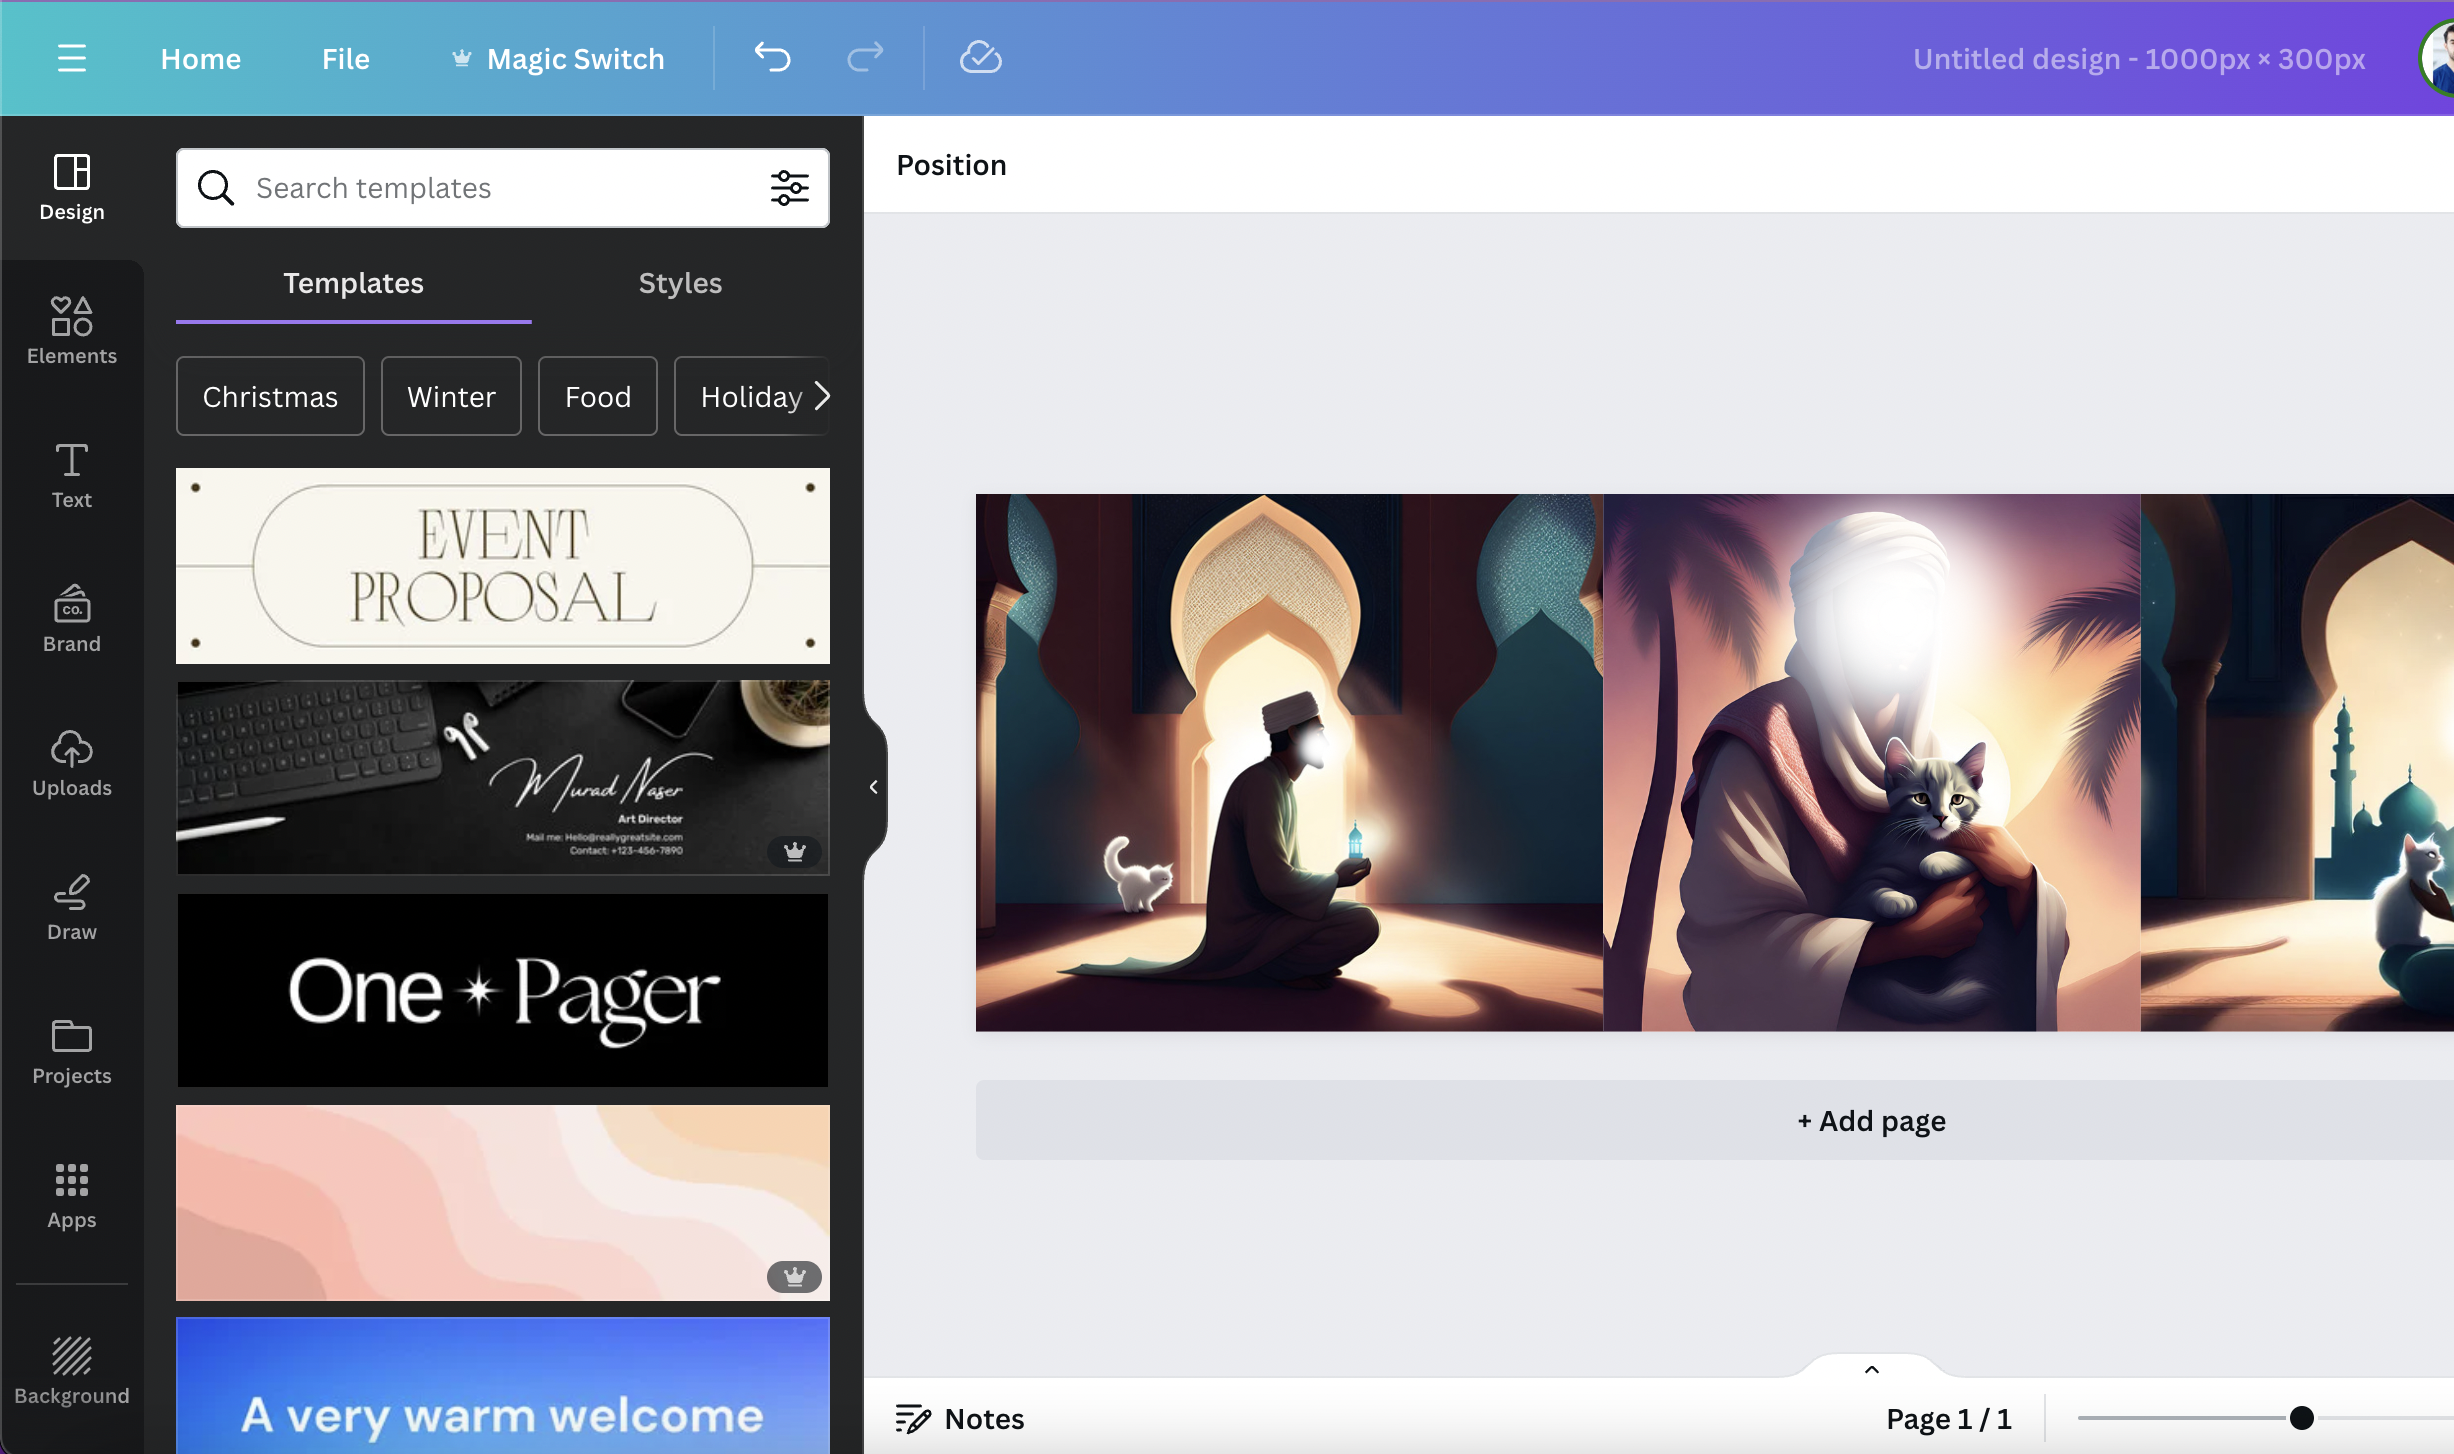 Home
File
Magic Switch
Untitled design - 1000px × 300px
Design
Elements
Text
CO.
Brand
Uploads
Draw
Projects
Apps
Background
Search templates
Templates
Styles
Christmas
Winter
Food
Holiday
EVENT
PROPOSAL
Murad Naser
Art Director
Mail me: Hello@reallygreatsite.com
Contact: +123-456-7890
One Pager
A very warm welcome
Position
+ Add page
Notes
Page 1 / 1